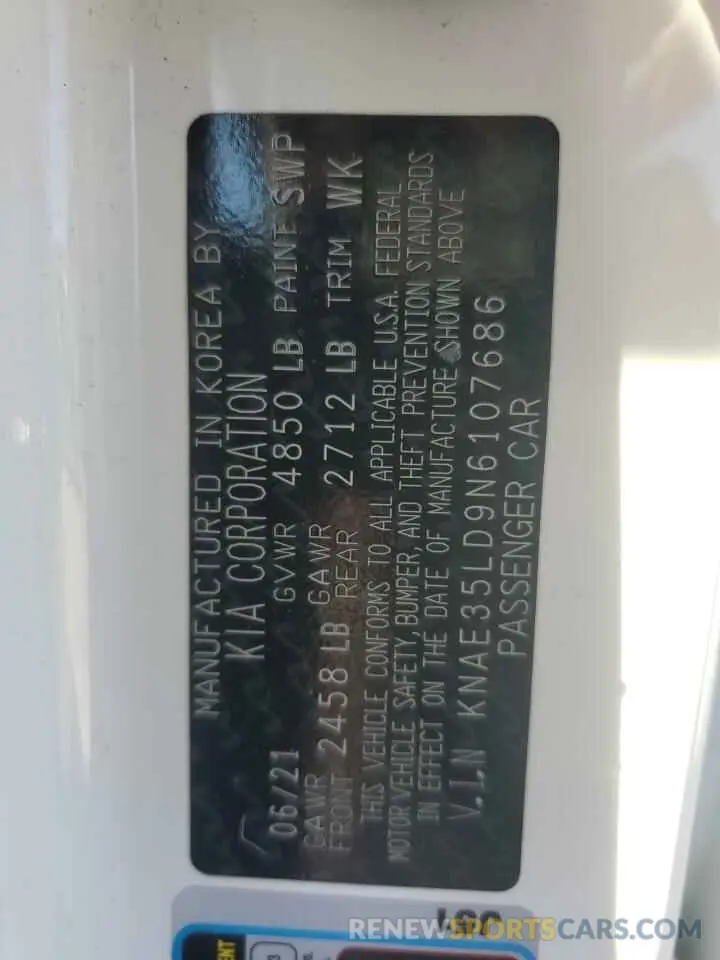 MANUFACTURED IN KOREA BY
KIA CORPORATION
06/21 GVWR 4850 LB PAINT SWP
GAWR FRONT 2458 LB GAWR REAR 2712 LB TRIM WK
THIS VEHICLE CONFORMS TO ALL APPLICABLE U.S.A. FEDERAL
MOTOR VEHICLE SAFETY, BUMPER, AND THEFT PREVENTION STANDARDS
IN EFFECT ON THE DATE OF MANUFACTURE SHOWN ABOVE
V.I.N KNAE35LD9N6107686
PASSENGER CAR
RENEWSPORTSCARS.COM